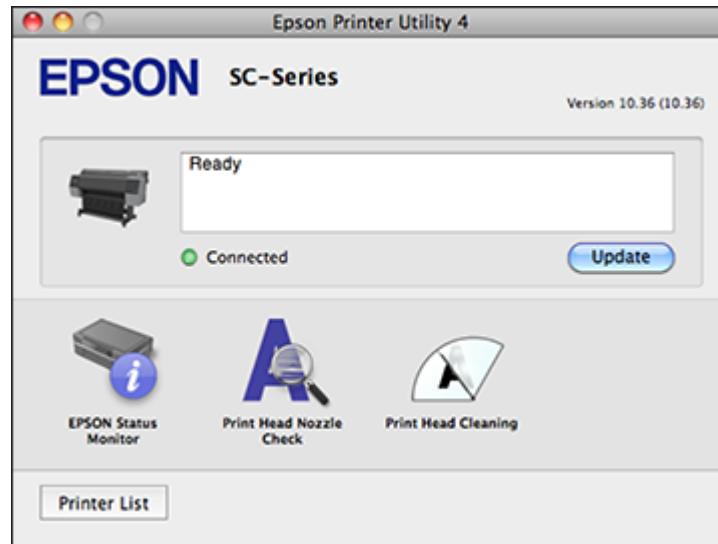 Epson Printer Utility 4
EPSON
SC-Series
Version 10.36 (10.36)
Ready
Connected
Update
EPSON Status
Monitor
Print Head Nozzle
Check
Print Head Cleaning
Printer List